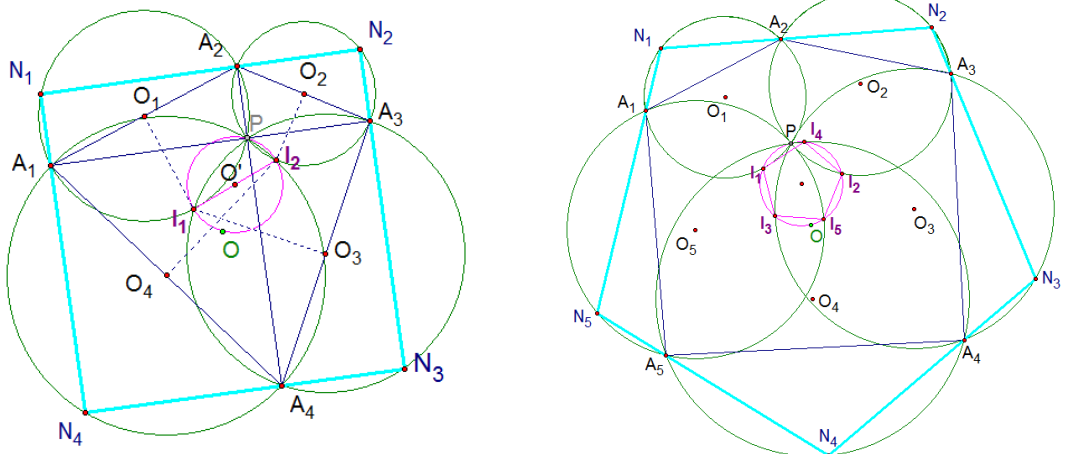 A₂
N₂
N₁
O₂
O₁
P
A₃
A₁
I₂
O'
I₁
O
O₃
O₄
N₃
A₄
N₄
N₂
A₂
N₁
A₃
A₁
O₂
O₁
P
I₄
I₁
I₂
I₃
O₃
O
I₅
O₅
N₃
O₄
N₅
A₄
A₅
N₄